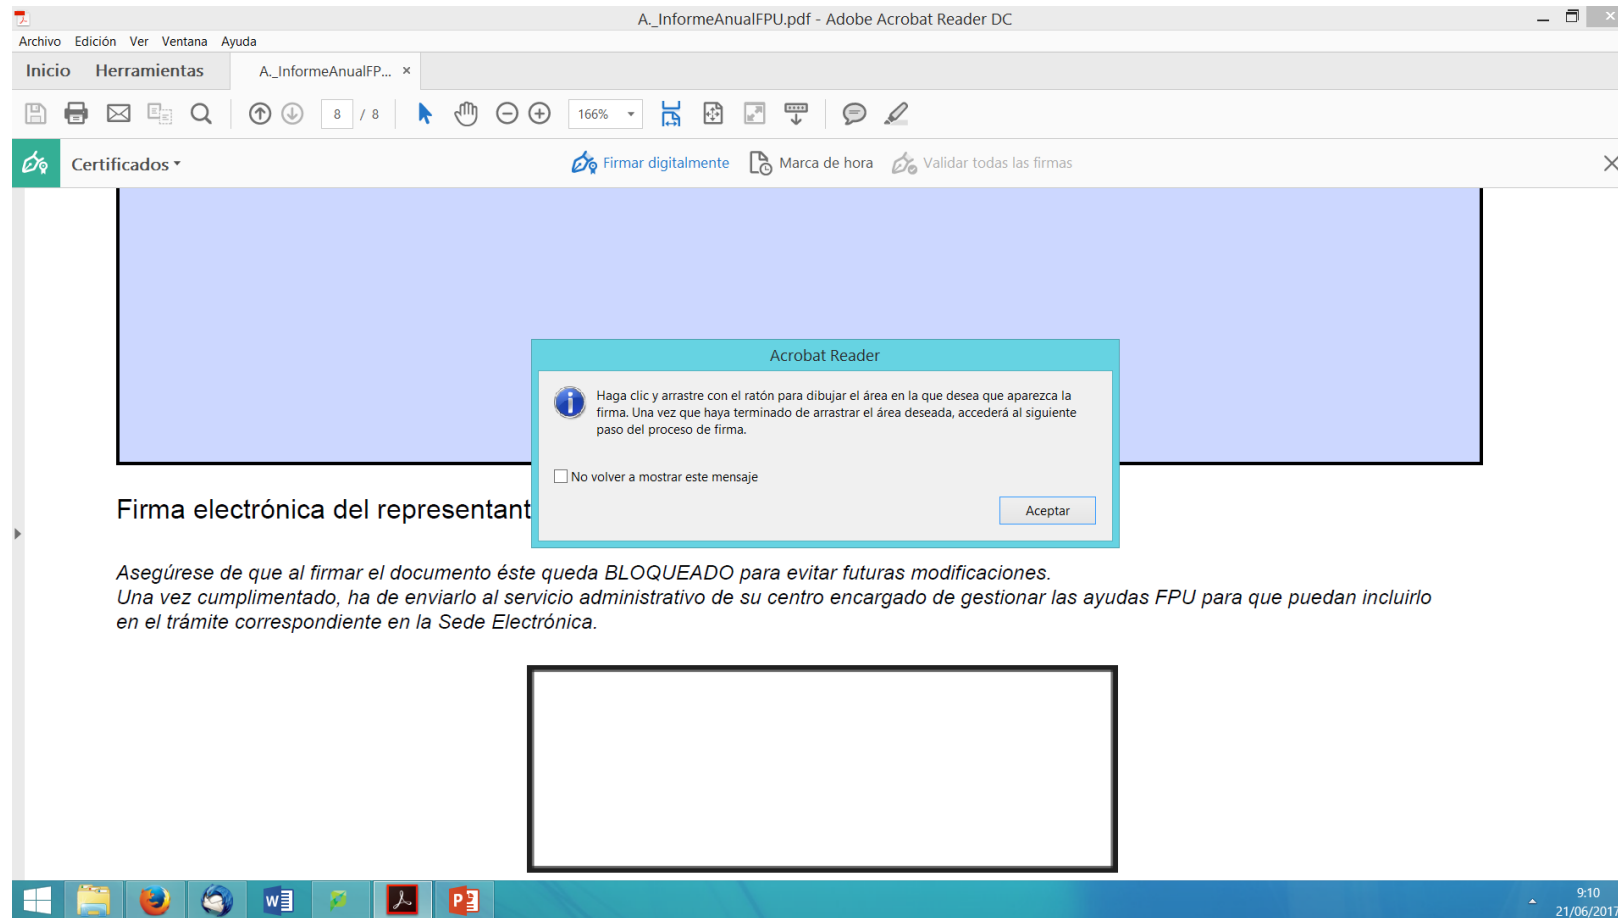 A._InformeAnualFPU.pdf - Adobe Acrobat Reader DC
Archivo Edición Ver Ventana Ayuda
Inicio Herramientas A._InformeAnualFP... ×
8 / 8 166%
Certificados Firmar digitalmente Marca de hora Validar todas las firmas
Acrobat Reader
Haga clic y arrastre con el ratón para dibujar el área en la que desea que aparezca la
firma. Una vez que haya terminado de arrastrar el área deseada, accederá al siguiente
paso del proceso de firma.
No volver a mostrar este mensaje
Aceptar
Firma electrónica del representant
Asegúrese de que al firmar el documento éste queda BLOQUEADO para evitar futuras modificaciones.
Una vez cumplimentado, ha de enviarlo al servicio administrativo de su centro encargado de gestionar las ayudas FPU para que puedan incluirlo
en el trámite correspondiente en la Sede Electrónica.
9:10
21/06/2017